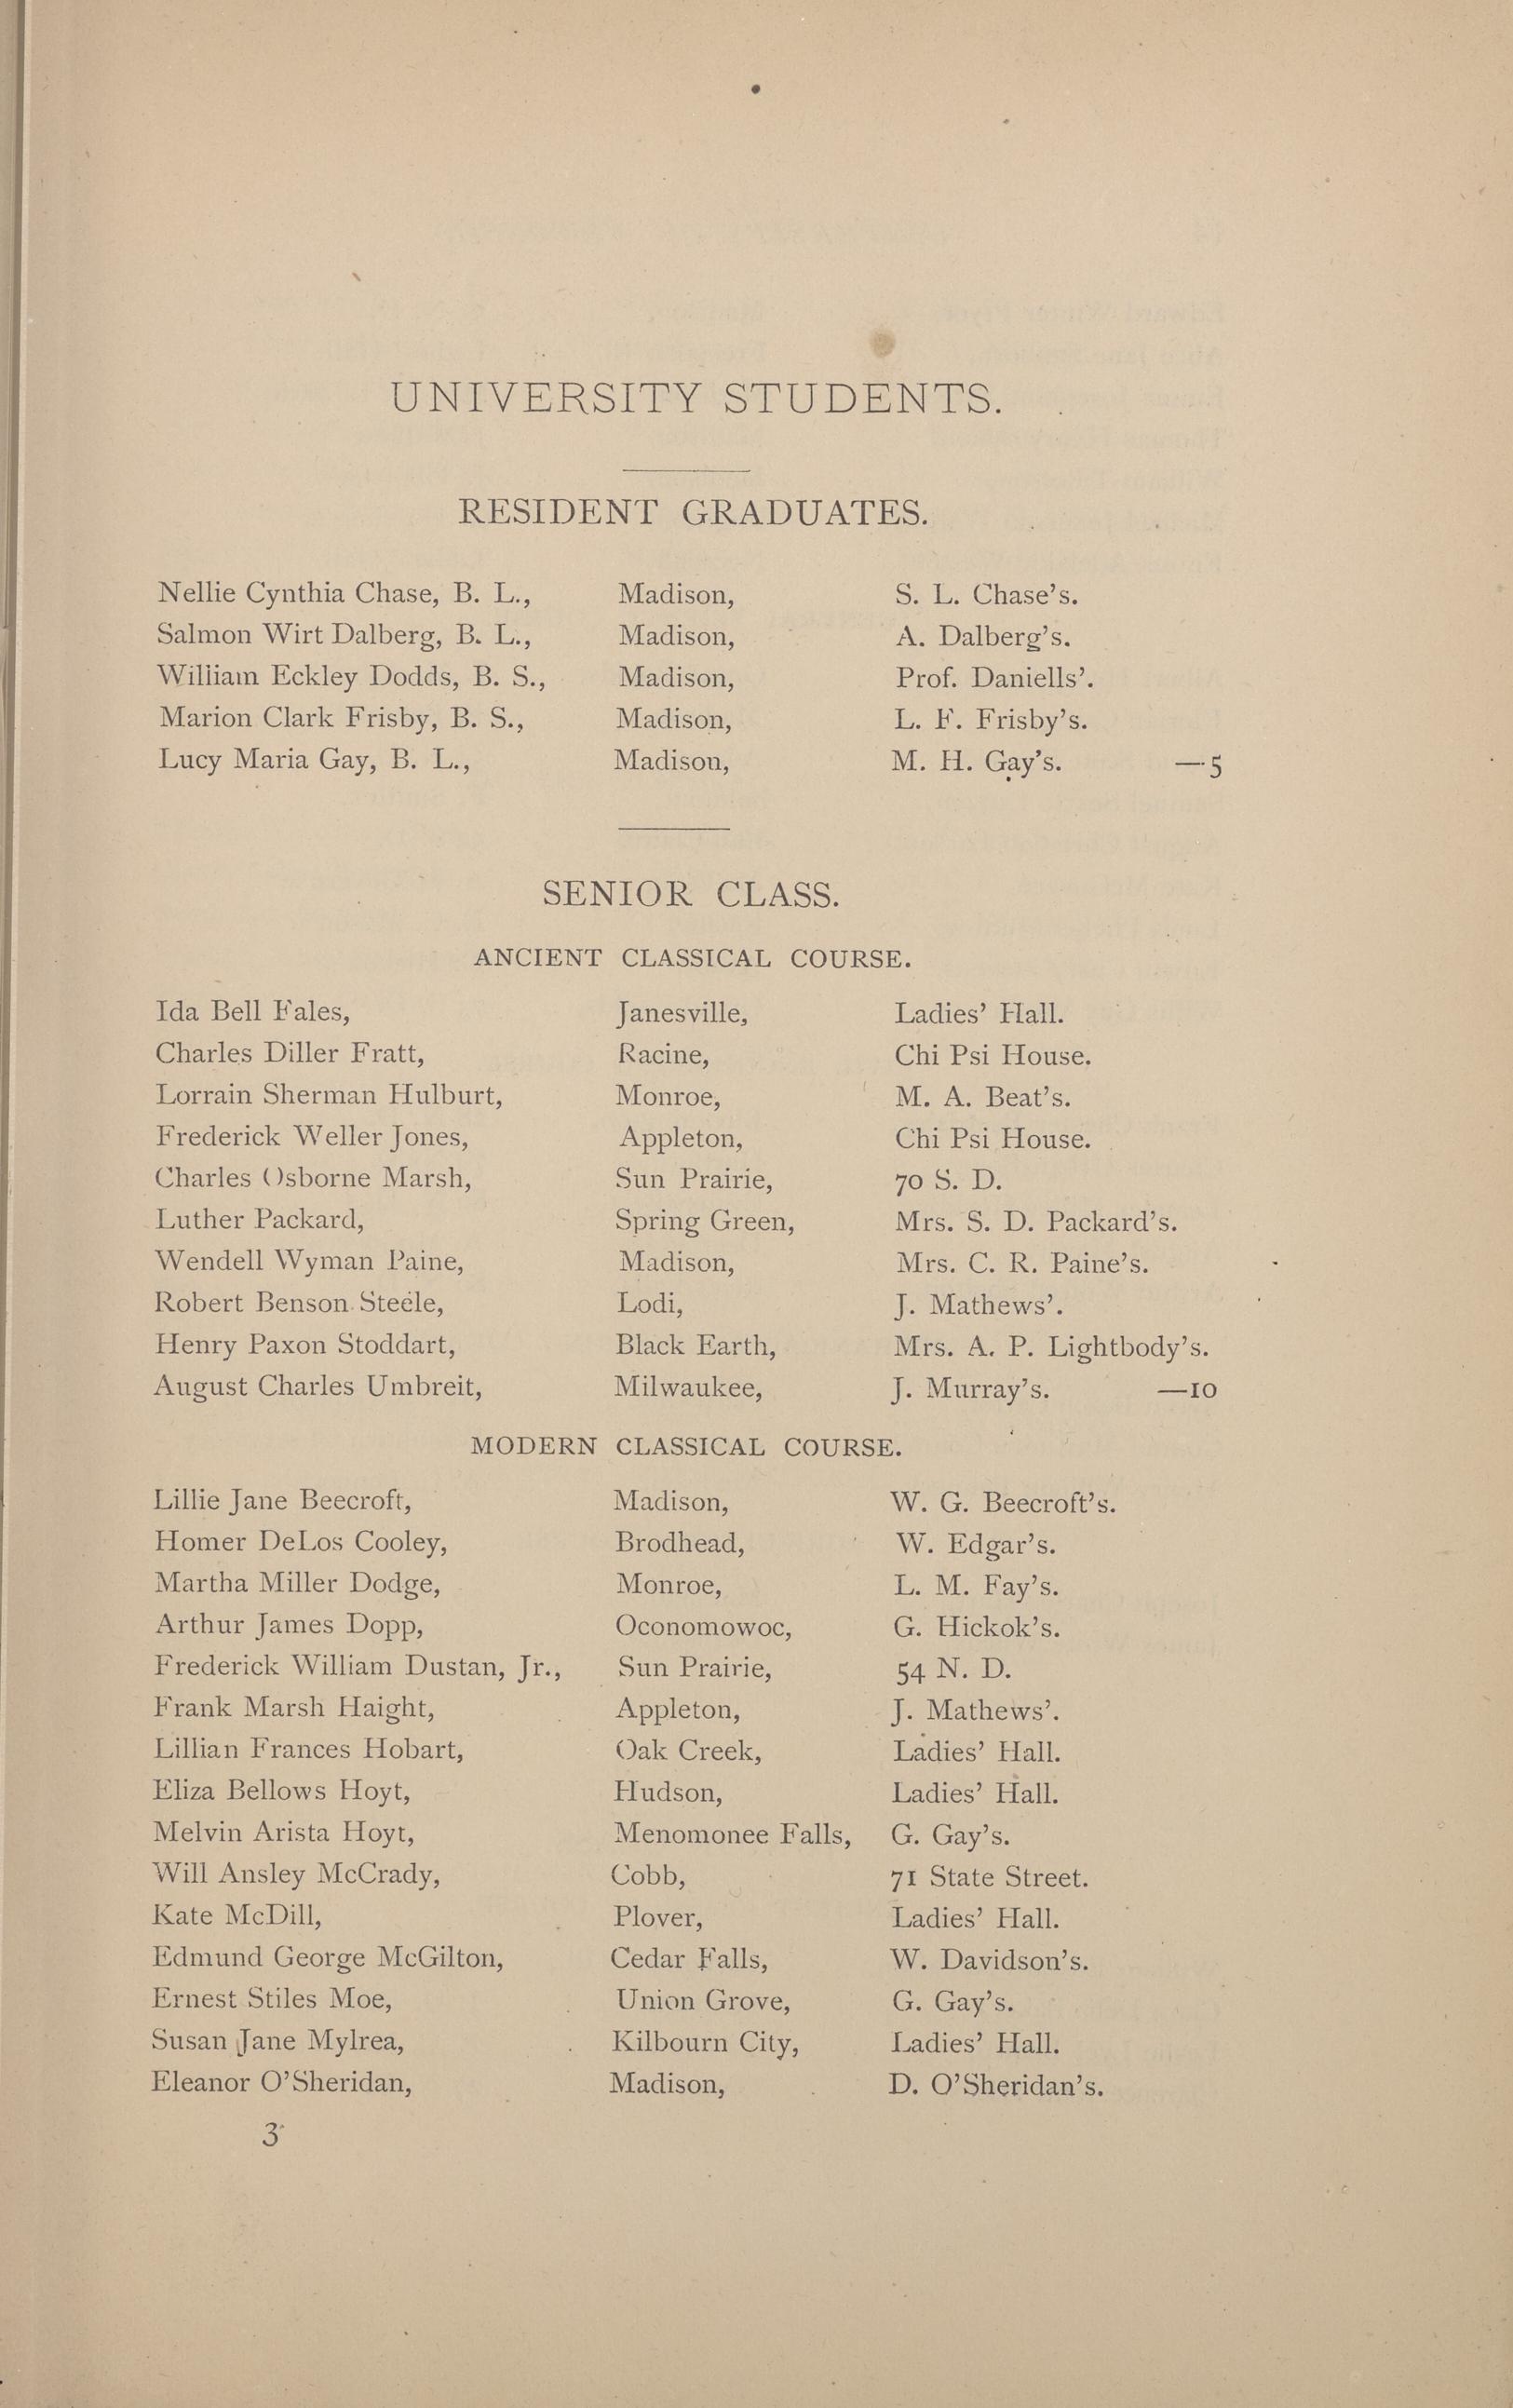 UNIVERSITY STUDENTS.
RESIDENT GRADUATES.
Nellie Cynthia Chase, B. L., Madison, S. L. Chase's.
Salmon Wirt Dalberg, B. L., Madison, A. Dalberg's.
William Eckley Dodds, B. S., Madison, Prof. Daniells'.
Marion Clark Frisby, B. S., Madison, L. F. Frisby's.
Lucy Maria Gay, B. L., Madison, M. H. Gay's. —5
SENIOR CLASS.
ANCIENT CLASSICAL COURSE.
Ida Bell Fales, Janesville, Ladies' Hall.
Charles Diller Fratt, Racine, Chi Psi House.
Lorrain Sherman Hulburt, Monroe, M. A. Beat's.
Frederick Weller Jones, Appleton, Chi Psi House.
Charles Osborne Marsh, Sun Prairie, 70 S. D.
Luther Packard, Spring Green, Mrs. S. D. Packard's.
Wendell Wyman Paine, Madison, Mrs. C. R. Paine's.
Robert Benson Steele, Lodi, J. Mathews'.
Henry Paxon Stoddart, Black Earth, Mrs. A. P. Lightbody's.
August Charles Umbreit, Milwaukee, J. Murray's. —10
MODERN CLASSICAL COURSE.
Lillie Jane Beecroft, Madison, W. G. Beecroft's.
Homer DeLos Cooley, Brodhead, W. Edgar's.
Martha Miller Dodge, Monroe, L. M. Fay's.
Arthur James Dopp, Oconomowoc, G. Hickok's.
Frederick William Dustan, Jr., Sun Prairie, 54 N. D.
Frank Marsh Haight, Appleton, J. Mathews'.
Lillian Frances Hobart, Oak Creek, Ladies' Hall.
Eliza Bellows Hoyt, Hudson, Ladies' Hall.
Melvin Arista Hoyt, Menomonee Falls, G. Gay's.
Will Ansley McCrady, Cobb, 71 State Street.
Kate McDill, Plover, Ladies' Hall.
Edmund George McGilton, Cedar Falls, W. Davidson's.
Ernest Stiles Moe, Union Grove, G. Gay's.
Susan Jane Mylrea, Kilbourn City, Ladies' Hall.
Eleanor O'Sheridan, Madison, D. O'Sheridan's.
3